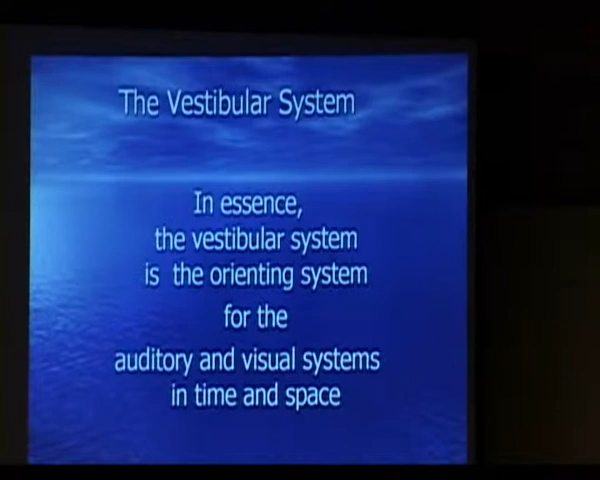 The Vestibular System
In essence,
the vestibular system
is the orienting system
for the
auditory and visual systems
in time and space